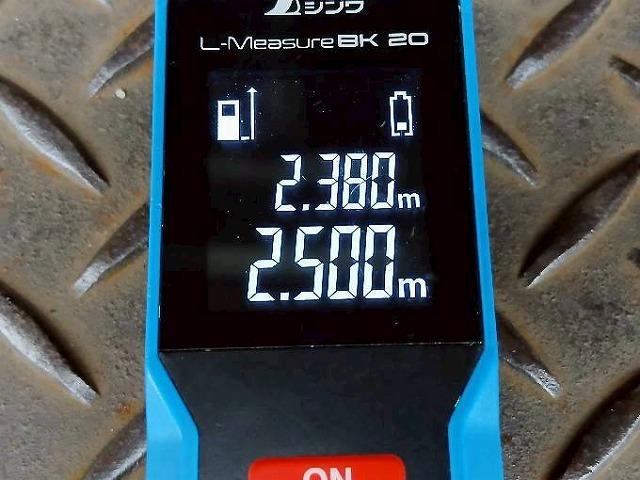 シンワ
L-Measure BK 20
2.380m
2.500m
ON